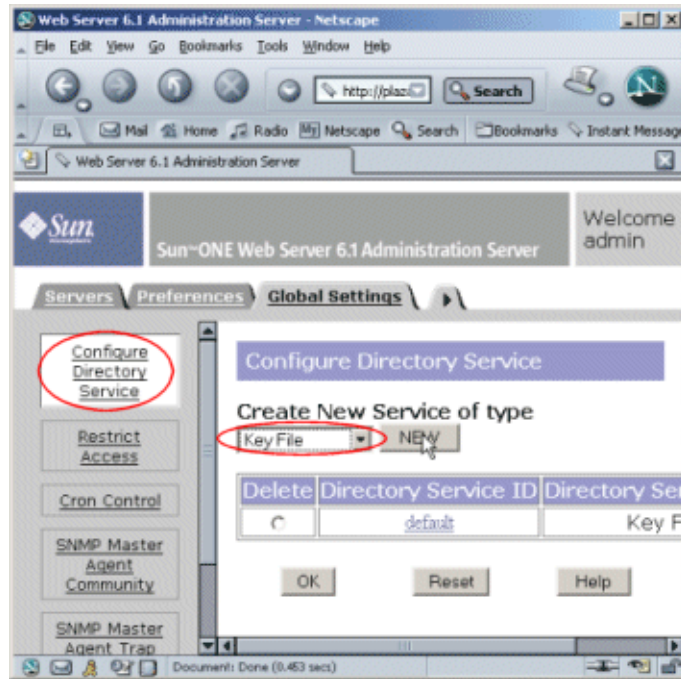 Web Server 6.1 Administration Server - Netscape
File Edit View Go Bookmarks Tools Window Help
http://plaz
Search
Mail Home Radio My Netscape Search Bookmarks Instant Message
Web Server 6.1 Administration Server
Sun
Sun ONE Web Server 6.1 Administration Server
Welcome
admin
Servers Preferences Global Settings
Configure
Directory
Service
Restrict
Access
Cron Control
SNMP Master
Agent
Community
SNMP Master
Agent Trap
Configure Directory Service
Create New Service of type
Key File NEW
Delete Directory Service ID Directory Se
default Key F
OK Reset Help
Document: Done (0.453 secs)